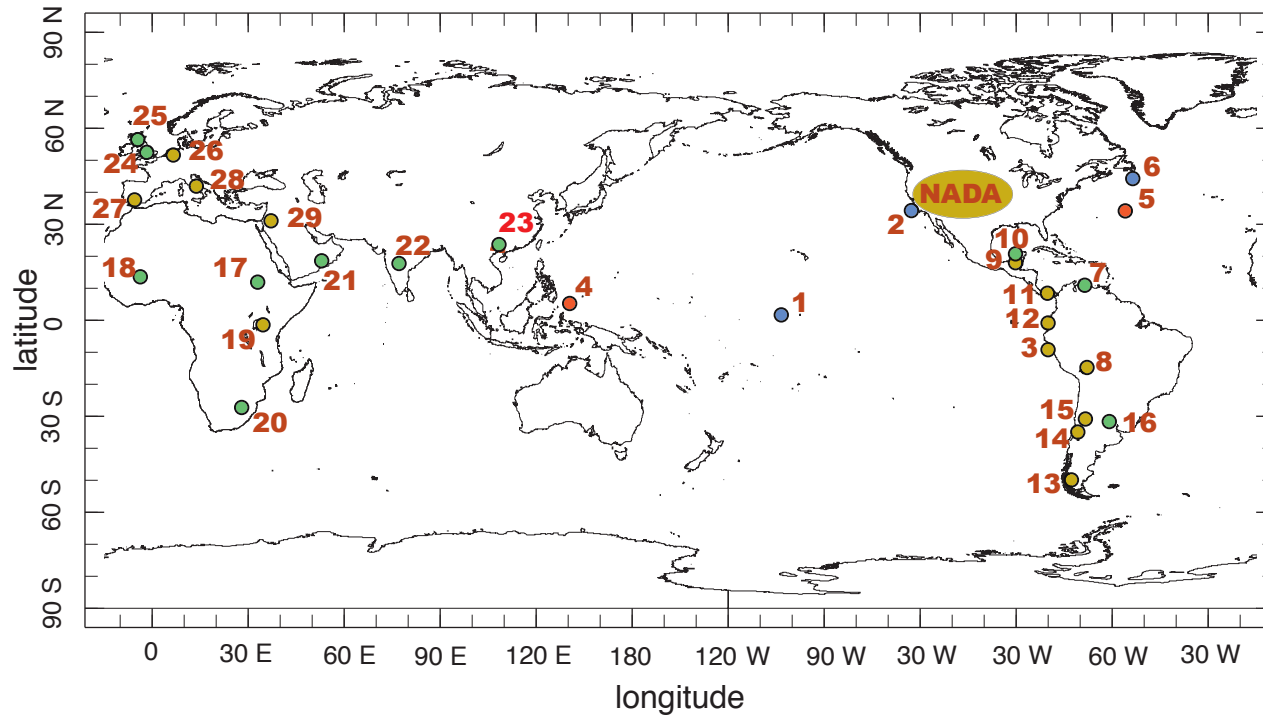 90 N
60 N
30 N
0
30 S
60 S
90 S
latitude
25
24
26
28
27
29
23
22
18
17
21
19
20
4
1
2
NADA
6
5
10
9
7
11
12
3
8
15
16
14
13
0
30 E
60 E
90 E
120 E
180
120 W
90 W
30 W
60 W
30 W
longitude